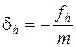 δₕ = − fₕ / m